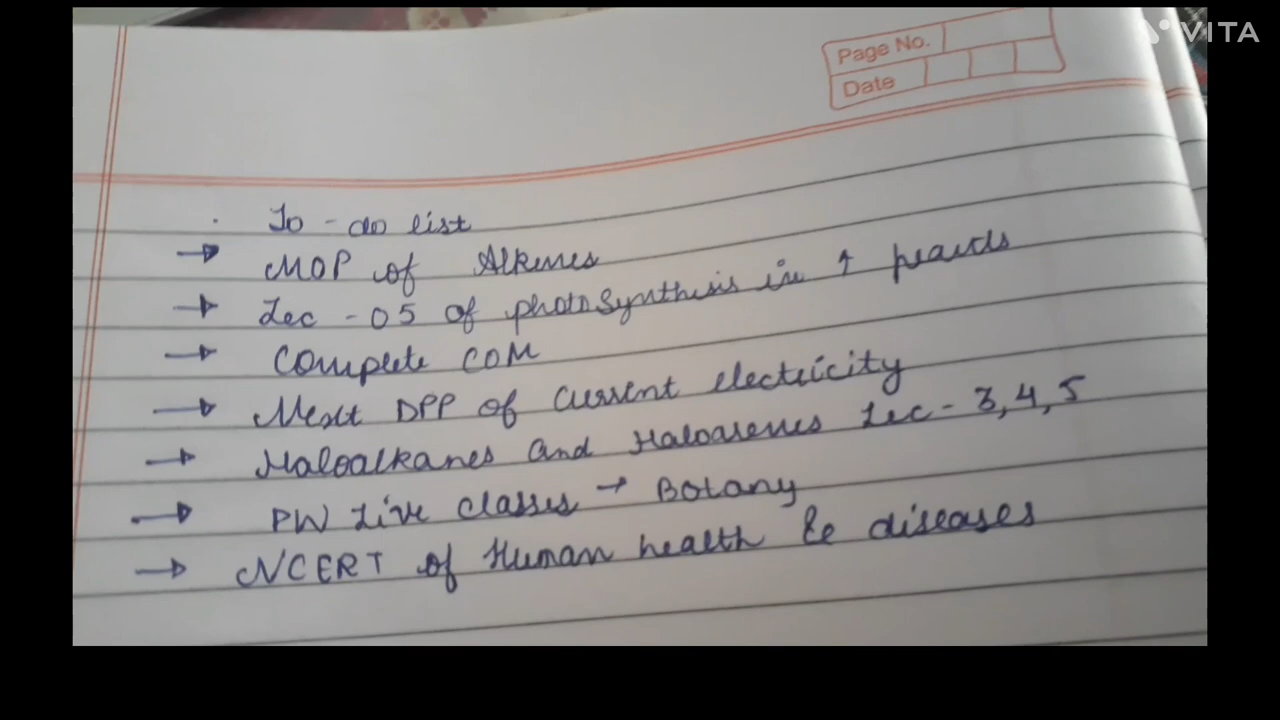 VITA
Page No.
Date
To - do list
→ MOP of Alkenes
→ Lec - 05 of photosynthesis in ↑ plants
→ Complete COM
→ Next DPP of Current electricity
→ Haloalkanes and Haloarenes Lec - 3,4,5
→ PW Live classes → Botany
→ NCERT of Human health & diseases